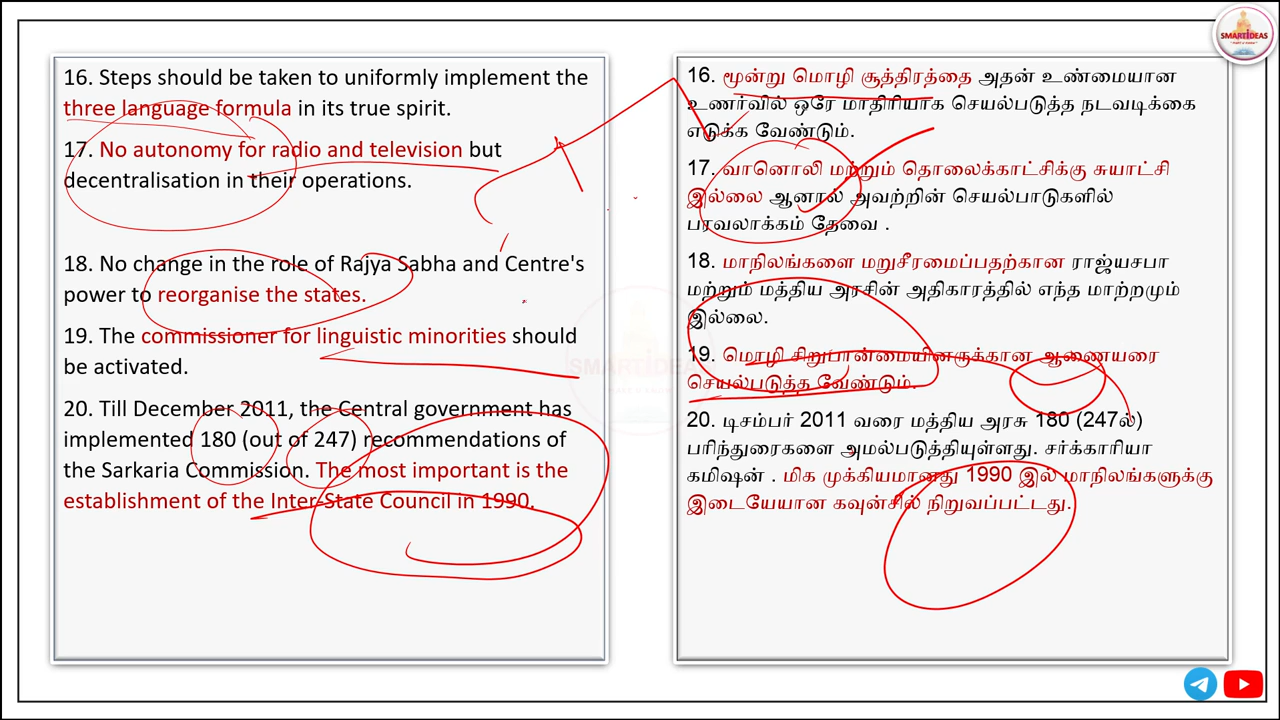 SMARTIDEAS
16. Steps should be taken to uniformly implement the
three language formula in its true spirit.
17. No autonomy for radio and television but
decentralisation in their operations.
18. No change in the role of Rajya Sabha and Centre's
power to reorganise the states.
19. The commissioner for linguistic minorities should
be activated.
20. Till December 2011, the Central government has
implemented 180 (out of 247) recommendations of
the Sarkaria Commission. The most important is the
establishment of the Inter-State Council in 1990.
16. மூன்று மொழி சூத்திரத்தை அதன் உண்மையான
உணர்வில் ஒரே மாதிரியாக செயல்படுத்த நடவடிக்கை
எடுக்க வேண்டும்.
17. வானொலி மற்றும் தொலைக்காட்சிக்கு சுயாட்சி
இல்லை ஆனால் அவற்றின் செயல்பாடுகளில்
பரவலாக்கம் தேவை .
18. மாநிலங்களை மறுசீரமைப்பதற்கான ராஜ்யசபா
மற்றும் மத்திய அரசின் அதிகாரத்தில் எந்த மாற்றமும்
இல்லை.
19. மொழி சிறுபான்மையினருக்கான ஆணையரை
செயல்படுத்த வேண்டும்.
20. டிசம்பர் 2011 வரை மத்திய அரசு 180 (247ல்)
பரிந்துரைகளை அமல்படுத்தியுள்ளது. சர்க்காரியா
கமிஷன் . மிக முக்கியமானது 1990 இல் மாநிலங்களுக்கு
இடையேயான கவுன்சில் நிறுவப்பட்டது.
SMARTIDEAS